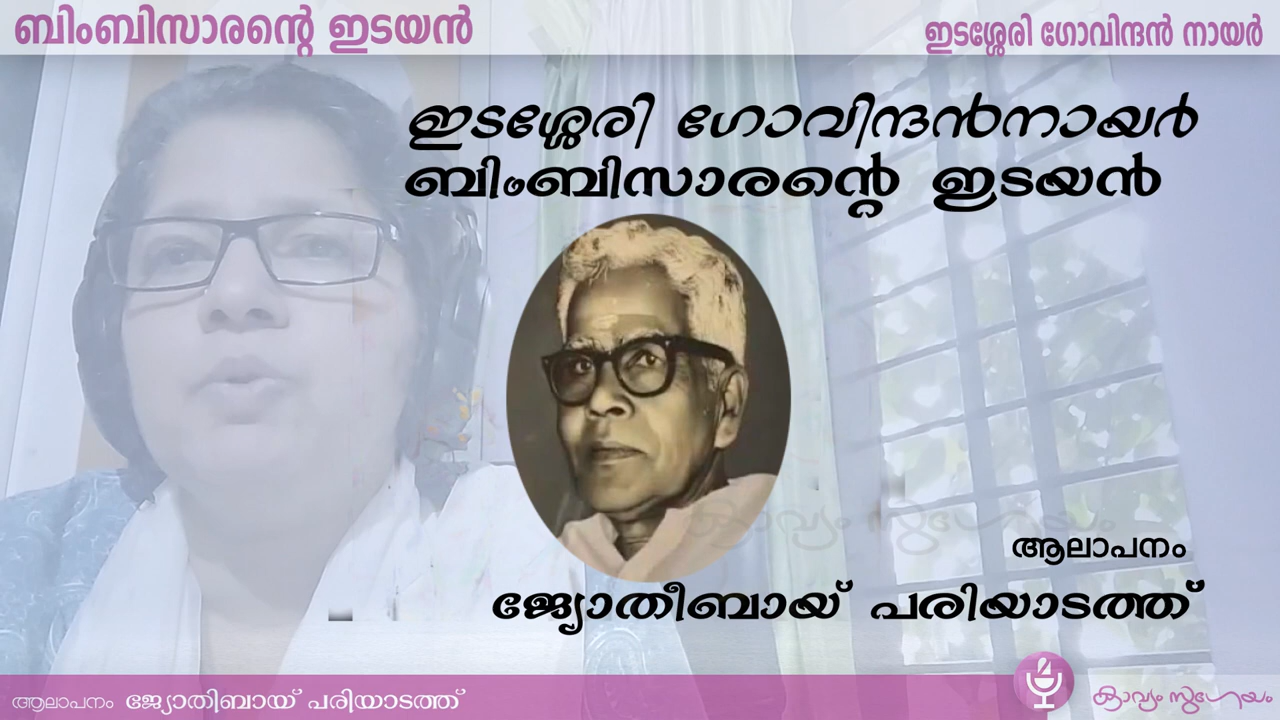 ബിംബിസാരന്റെ ഇടയൻ
ഇടശ്ശേരി ഗോവിന്ദൻ നായർ
ഇടശ്ശേരി ഗോവിന്ദൻനായർ
ബിംബിസാരന്റെ ഇടയൻ
കാവ്യം സുഗേയം
ആലാപനം
ജ്യോതീബായ് പരിയാടത്ത്
ആലാപനം ജ്യോതിബായ് പരിയാടത്ത്
കാവ്യം സുഗേയം